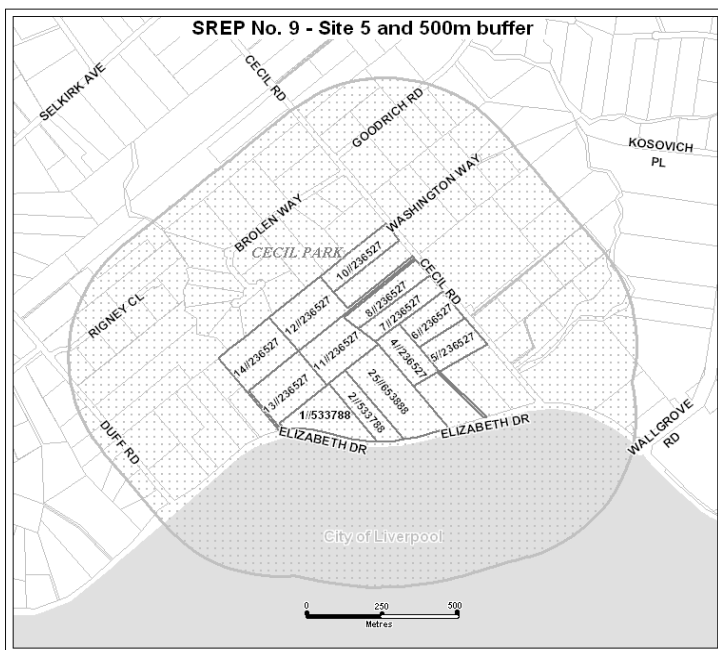 SREP No. 9 - Site 5 and 500m buffer
SELKIRK AVE
CECIL RD
GOODRICH RD
KOSOVICH
PL
WASHINGTON WAY
BROLEN WAY
CECIL PARK
10//236527
CECIL RD
RIGNEY CL
12//236527
8//236527
7//236527
6//236527
14//236527
11//236527
4//236527
5//236527
13//236527
25//653888
2//533788
1//533788
ELIZABETH DR
ELIZABETH DR
DUFF RD
WALLGROVE
RD
City of Liverpool
0 250 500
Metres